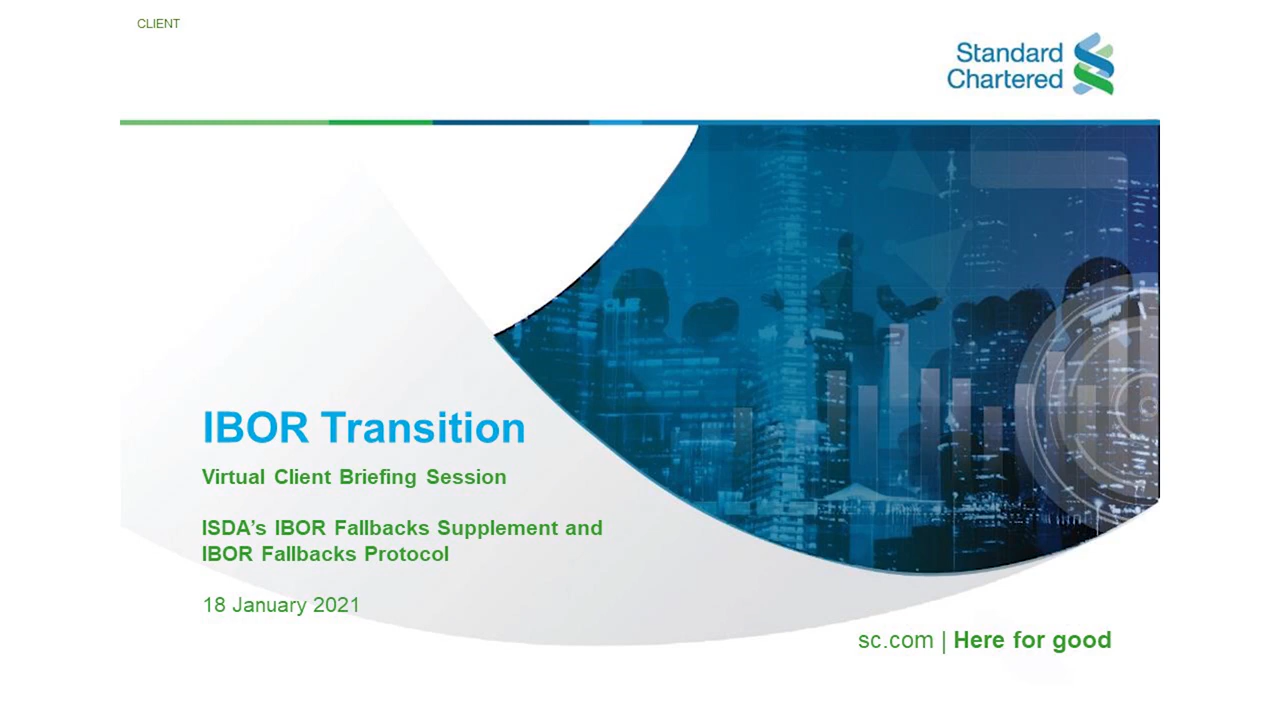 CLIENT
Standard
Chartered
IBOR Transition
Virtual Client Briefing Session
ISDA’s IBOR Fallbacks Supplement and
IBOR Fallbacks Protocol
18 January 2021
sc.com | Here for good